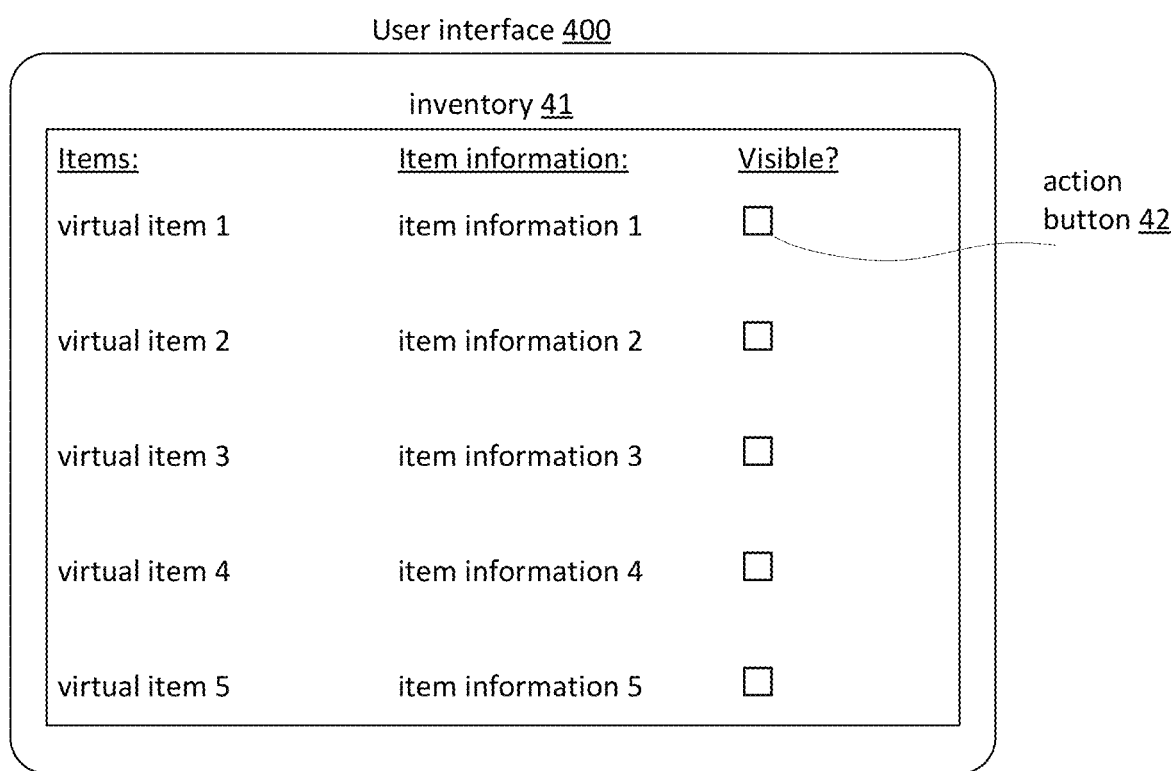 User interface 400
inventory 41
Items: Item information: Visible?
action
button 42
virtual item 1 item information 1
virtual item 2 item information 2
virtual item 3 item information 3
virtual item 4 item information 4
virtual item 5 item information 5